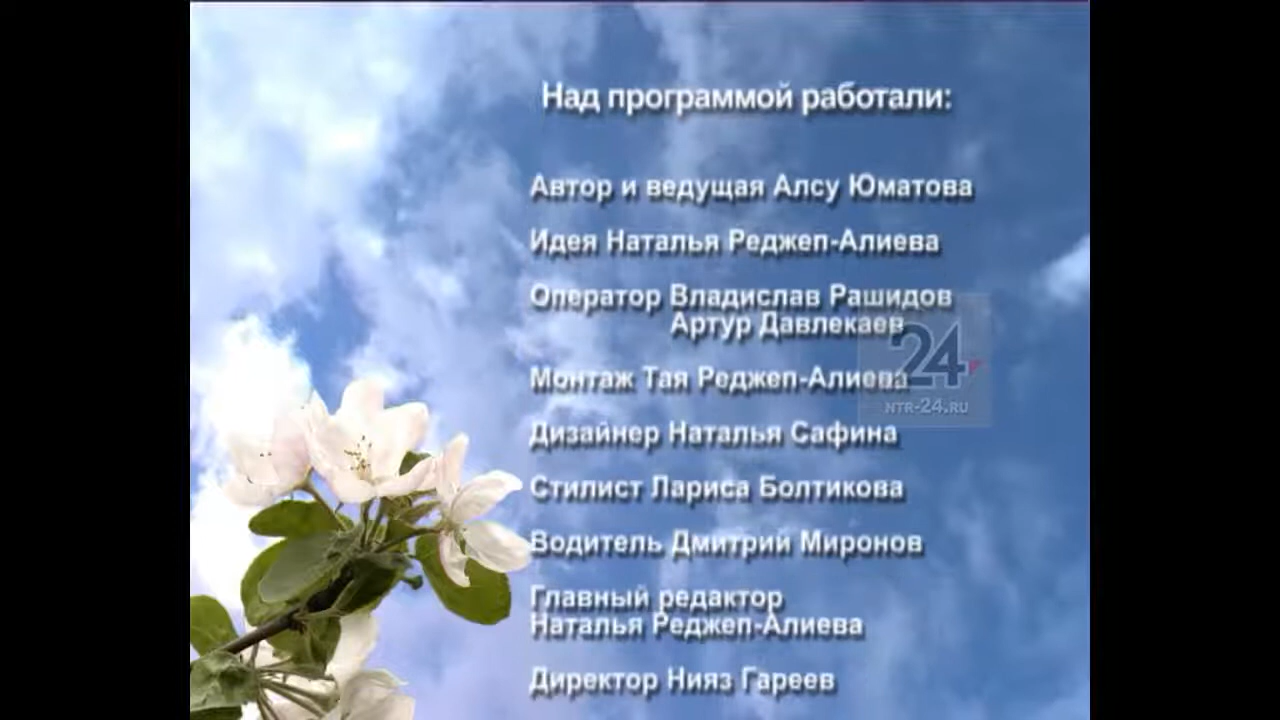 Над программой работали:
Автор и ведущая Алсу Юматова
Идея Наталья Реджеп-Алиева
Оператор Владислав Рашидов
Артур Давлекаев
24
NTR-24.RU
Монтаж Тая Реджеп-Алиева
Дизайнер Наталья Сафина
Стилист Лариса Болтикова
Водитель Дмитрий Миронов
Главный редактор
Наталья Реджеп-Алиева
Директор Нияз Гареев